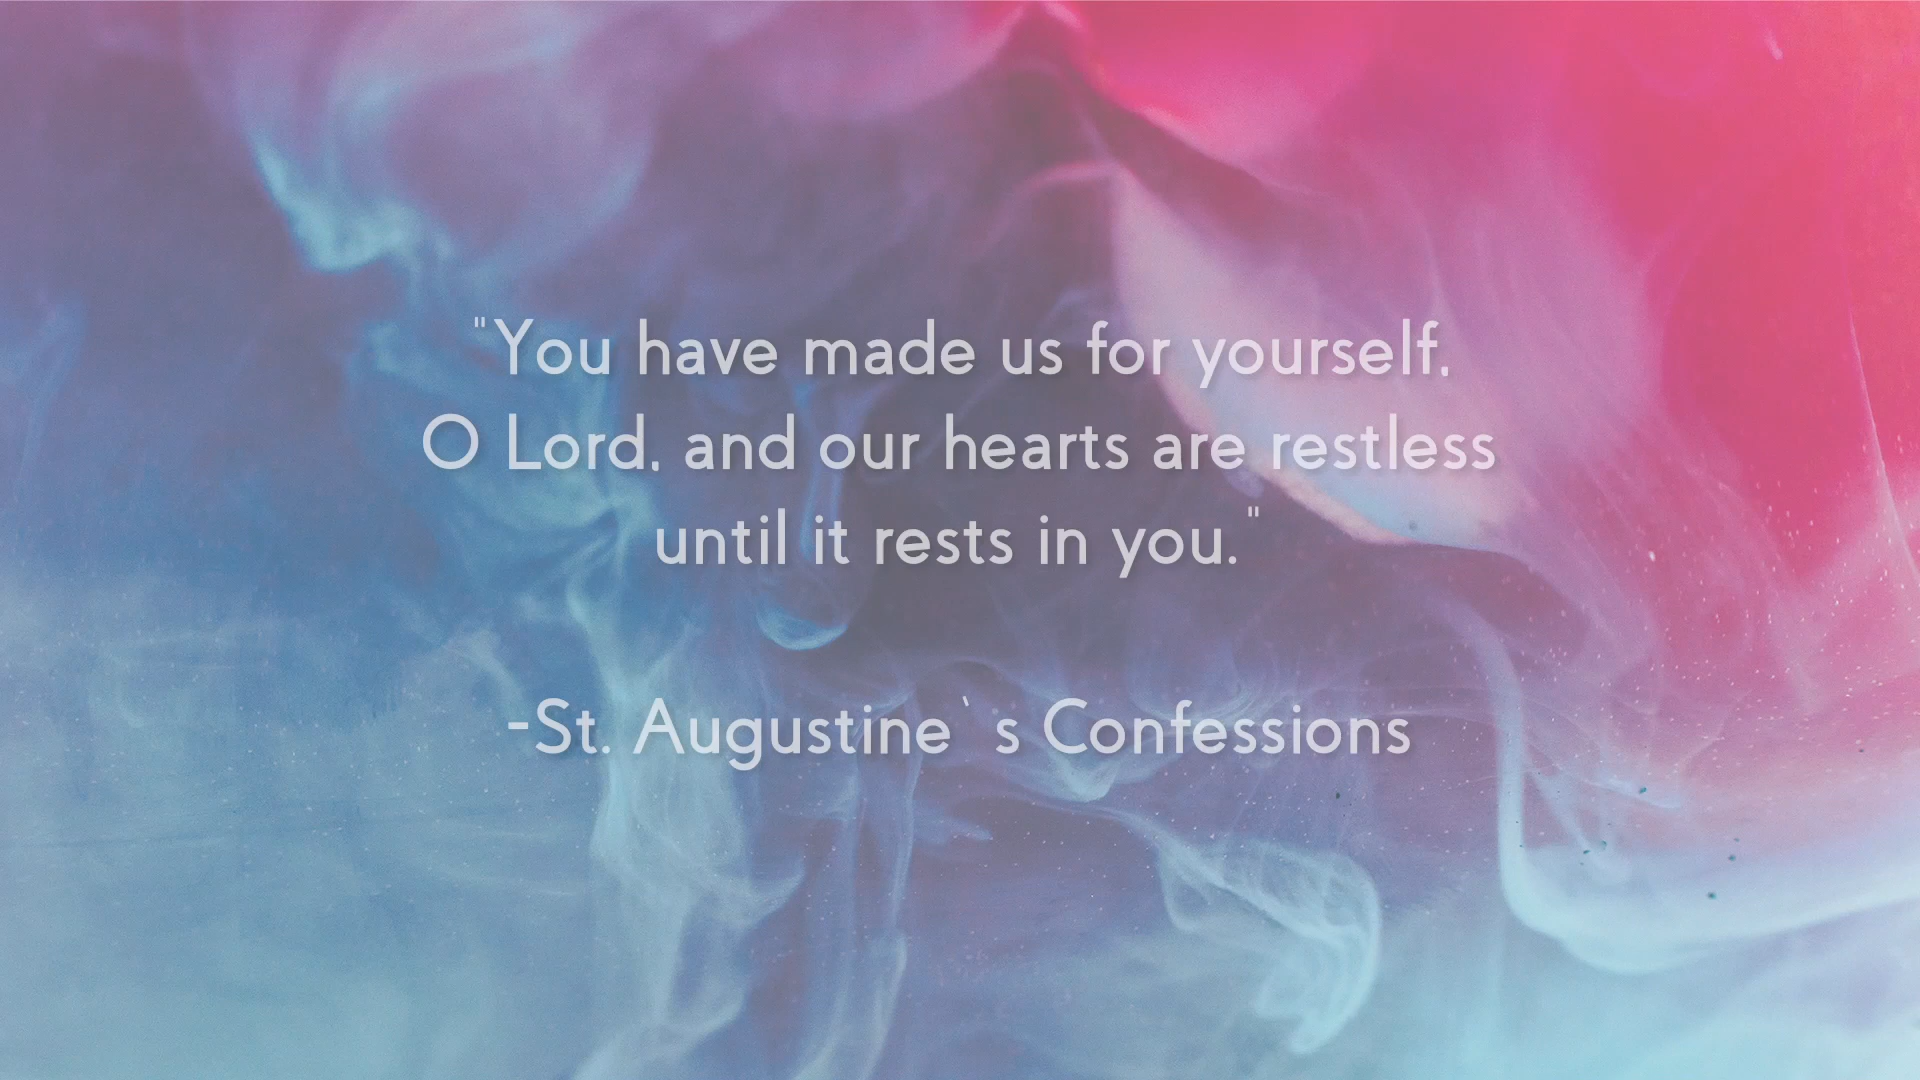 "You have made us for yourself,
O Lord, and our hearts are restless
until it rests in you."
-St. Augustine`s Confessions